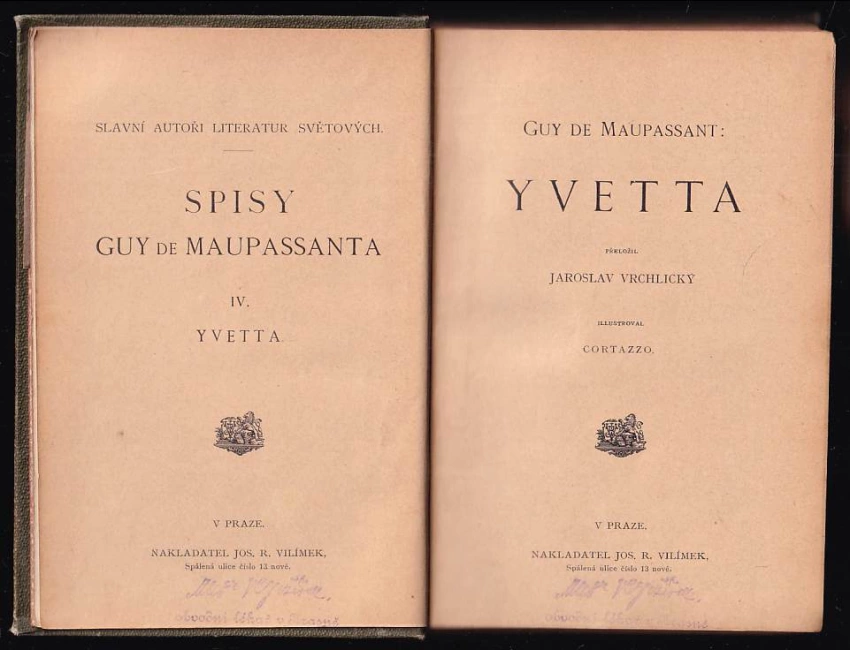 SLAVNÍ AUTOŘI LITERATUR SVĚTOVÝCH.
SPISY
GUY DE MAUPASSANTA
IV.
YVETTA.
V PRAZE.
NAKLADATEL JOS. R. VILÍMEK,
Spálená ulice číslo 13 nové.
GUY DE MAUPASSANT:
YVETTA
PŘELOŽIL
JAROSLAV VRCHLICKÝ
ILLUSTROVAL
CORTAZZO.
V PRAZE.
NAKLADATEL JOS. R. VILÍMEK,
Spálená ulice číslo 13 nové.